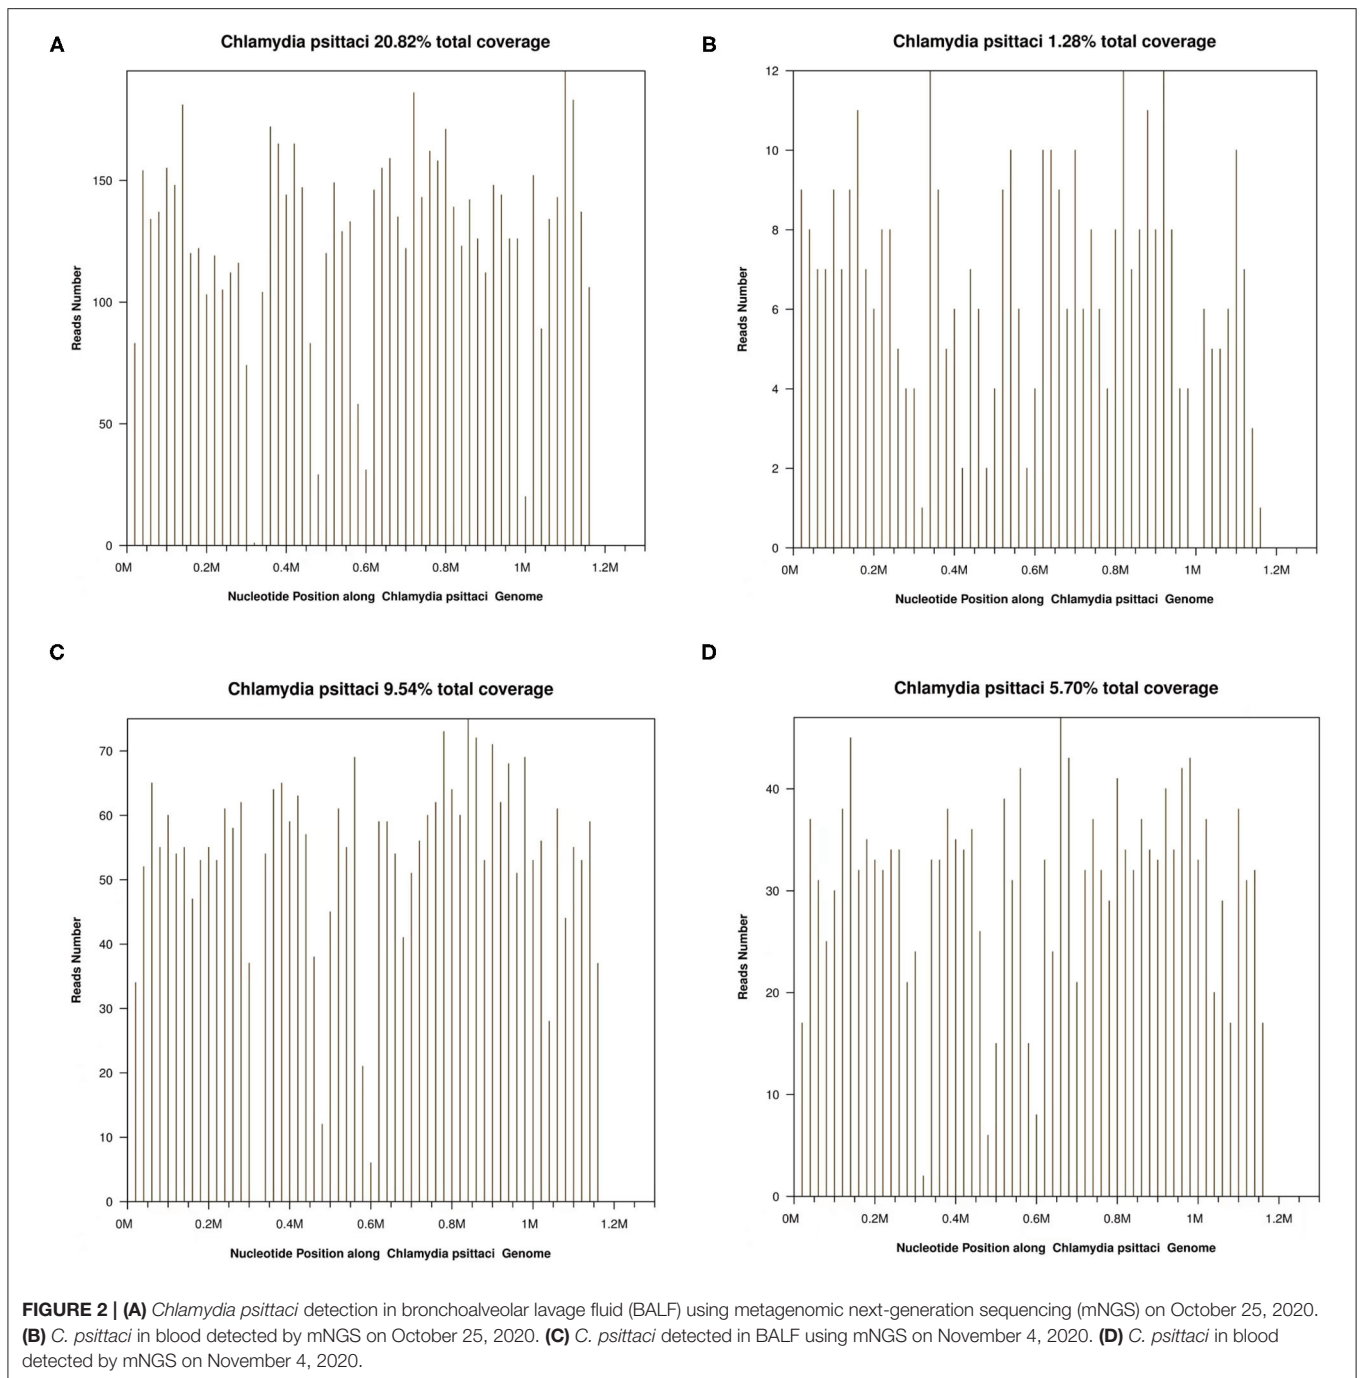 A
Chlamydia psittaci 20.82% total coverage
150
100
50
0
Reads Number
0M 0.2M 0.4M 0.6M 0.8M 1M 1.2M
Nucleotide Position along Chlamydia psittaci Genome
B
Chlamydia psittaci 1.28% total coverage
12
10
8
6
4
2
0
Reads Number
0M 0.2M 0.4M 0.6M 0.8M 1M 1.2M
Nucleotide Position along Chlamydia psittaci Genome
C
Chlamydia psittaci 9.54% total coverage
70
60
50
40
30
20
10
0
Reads Number
0M 0.2M 0.4M 0.6M 0.8M 1M 1.2M
Nucleotide Position along Chlamydia psittaci Genome
D
Chlamydia psittaci 5.70% total coverage
40
30
20
10
0
Reads Number
0M 0.2M 0.4M 0.6M 0.8M 1M 1.2M
Nucleotide Position along Chlamydia psittaci Genome
FIGURE 2 | (A) Chlamydia psittaci detection in bronchoalveolar lavage fluid (BALF) using metagenomic next-generation sequencing (mNGS) on October 25, 2020.
(B) C. psittaci in blood detected by mNGS on October 25, 2020. (C) C. psittaci detected in BALF using mNGS on November 4, 2020. (D) C. psittaci in blood
detected by mNGS on November 4, 2020.